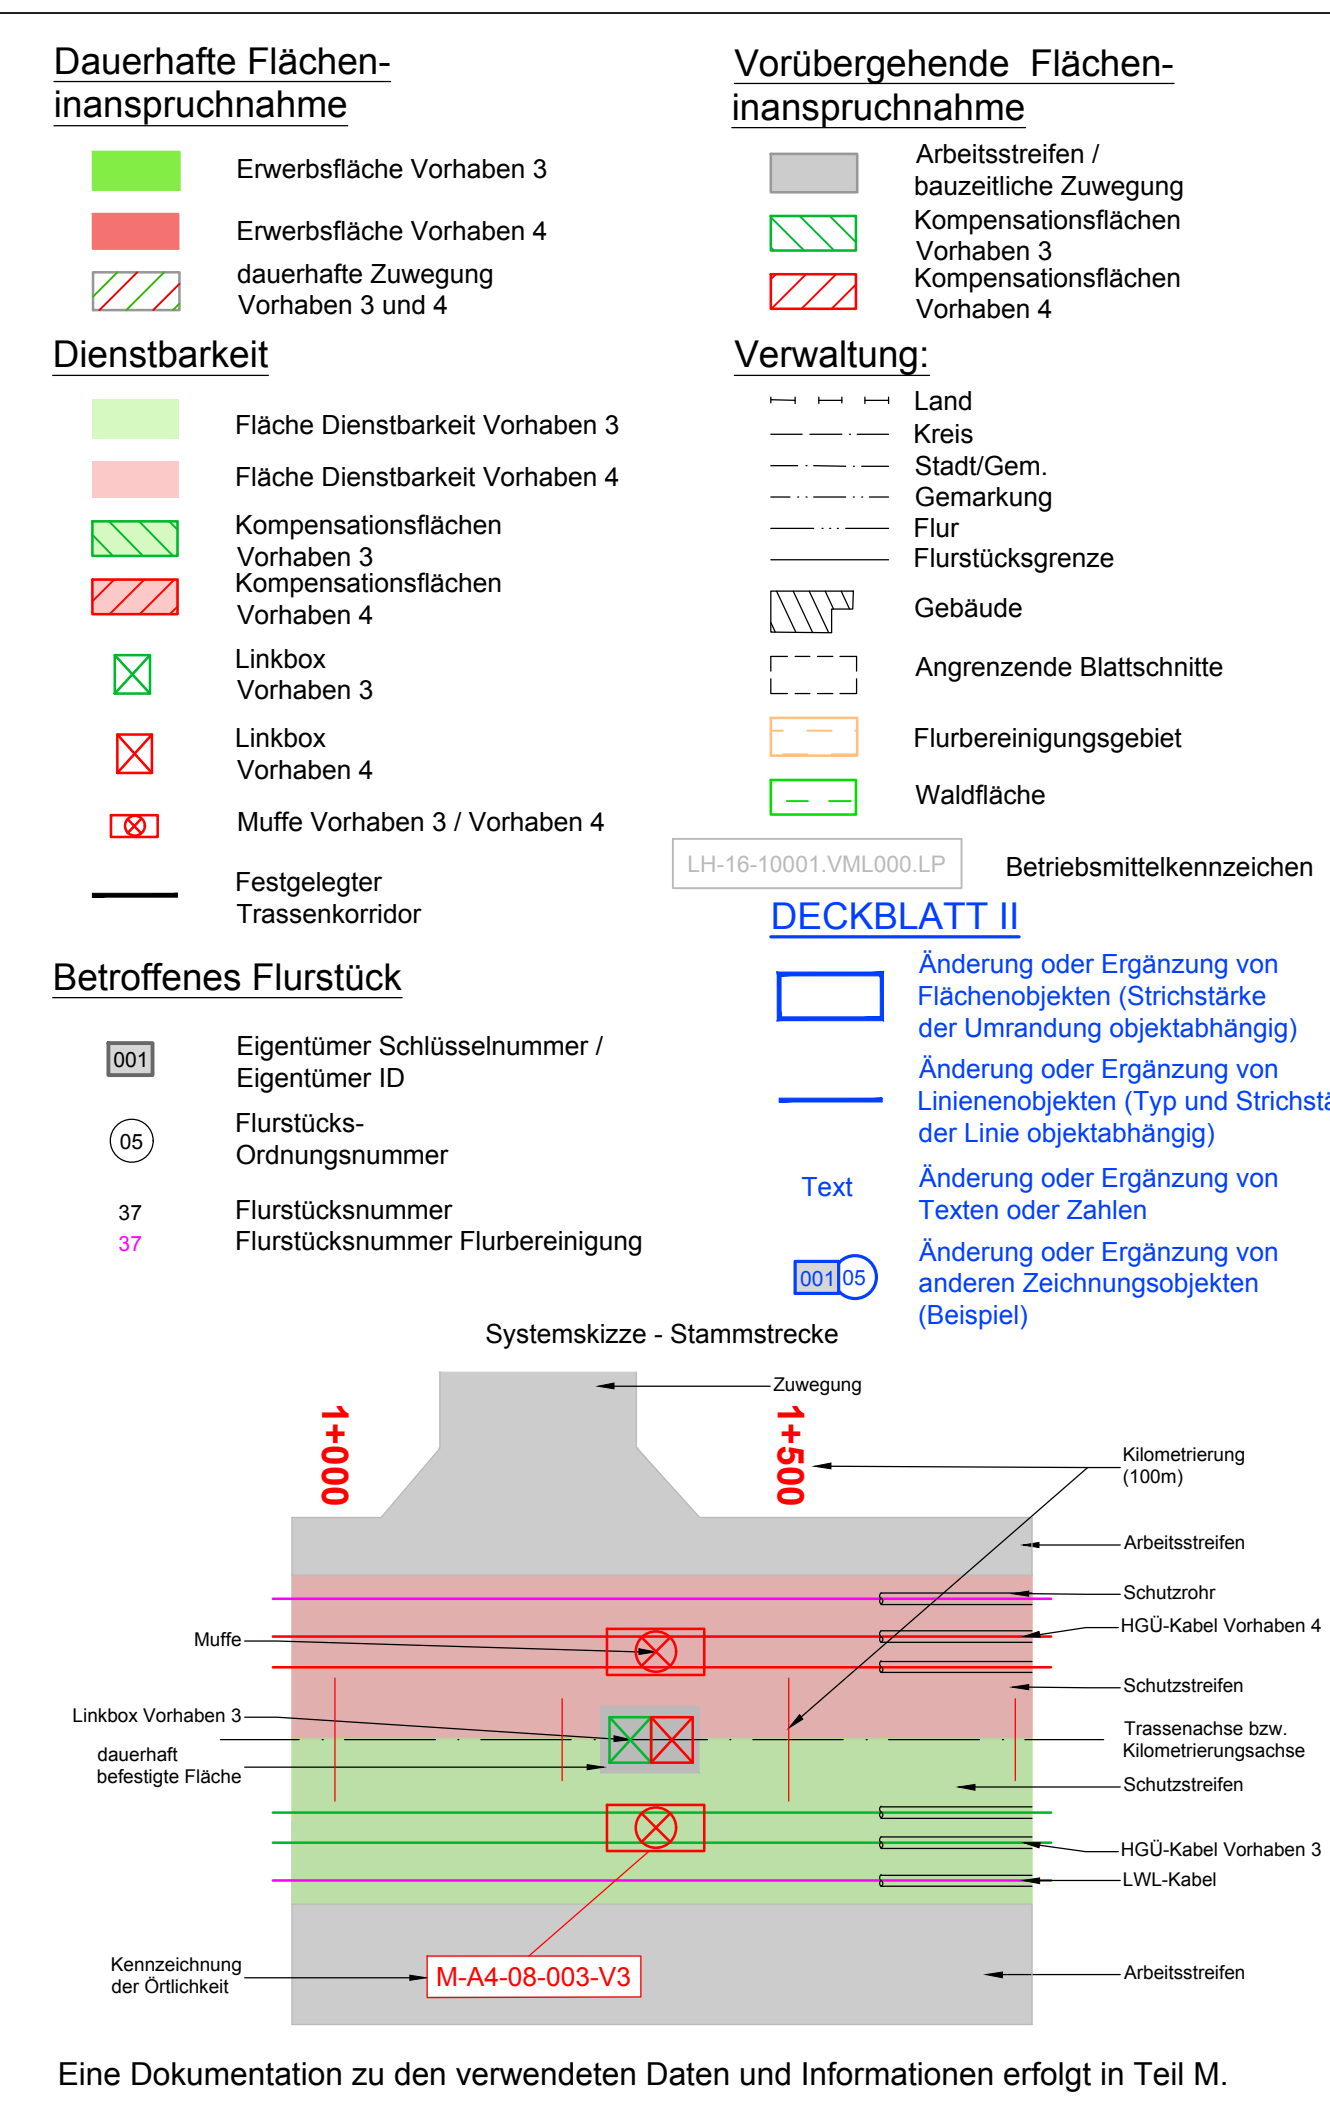 Dauerhafte Flächen-
inanspruchnahme
Erwerbsfläche Vorhaben 3
Erwerbsfläche Vorhaben 4
dauerhafte Zuwegung
Vorhaben 3 und 4
Dienstbarkeit
Fläche Dienstbarkeit Vorhaben 3
Fläche Dienstbarkeit Vorhaben 4
Kompensationsflächen
Vorhaben 3
Kompensationsflächen
Vorhaben 4
Linkbox
Vorhaben 3
Linkbox
Vorhaben 4
Muffe Vorhaben 3 / Vorhaben 4
Festgelegter
Trassenkorridor
Betroffenes Flurstück
001
Eigentümer Schlüsselnummer /
Eigentümer ID
05
Flurstücks-
Ordnungsnummer
37
Flurstücksnummer
37
Flurstücksnummer Flurbereinigung
Vorübergehende Flächen-
inanspruchnahme
Arbeitsstreifen /
bauzeitliche Zuwegung
Kompensationsflächen
Vorhaben 3
Kompensationsflächen
Vorhaben 4
Verwaltung:
Land
Kreis
Stadt/Gem.
Gemarkung
Flur
Flurstücksgrenze
Gebäude
Angrenzende Blattschnitte
Flurbereinigungsgebiet
Waldfläche
LH-16-10001.VML000.LP
Betriebsmittelkennzeichen
DECKBLATT II
Änderung oder Ergänzung von
Flächenobjekten (Strichstärke
der Umrandung objektabhängig)
Änderung oder Ergänzung von
Linienenobjekten (Typ und Strichstä
der Linie objektabhängig)
Text
Änderung oder Ergänzung von
Texten oder Zahlen
001 05
Änderung oder Ergänzung von
anderen Zeichnungsobjekten
(Beispiel)
Systemskizze - Stammstrecke
Zuwegung
1+000
1+500
Kilometrierung
(100m)
Arbeitsstreifen
Schutzrohr
HGÜ-Kabel Vorhaben 4
Muffe
Schutzstreifen
Linkbox Vorhaben 3
Trassenachse bzw.
Kilometrierungsachse
dauerhaft
befestigte Fläche
Schutzstreifen
HGÜ-Kabel Vorhaben 3
LWL-Kabel
Kennzeichnung
der Örtlichkeit
M-A4-08-003-V3
Arbeitsstreifen
Eine Dokumentation zu den verwendeten Daten und Informationen erfolgt in Teil M.